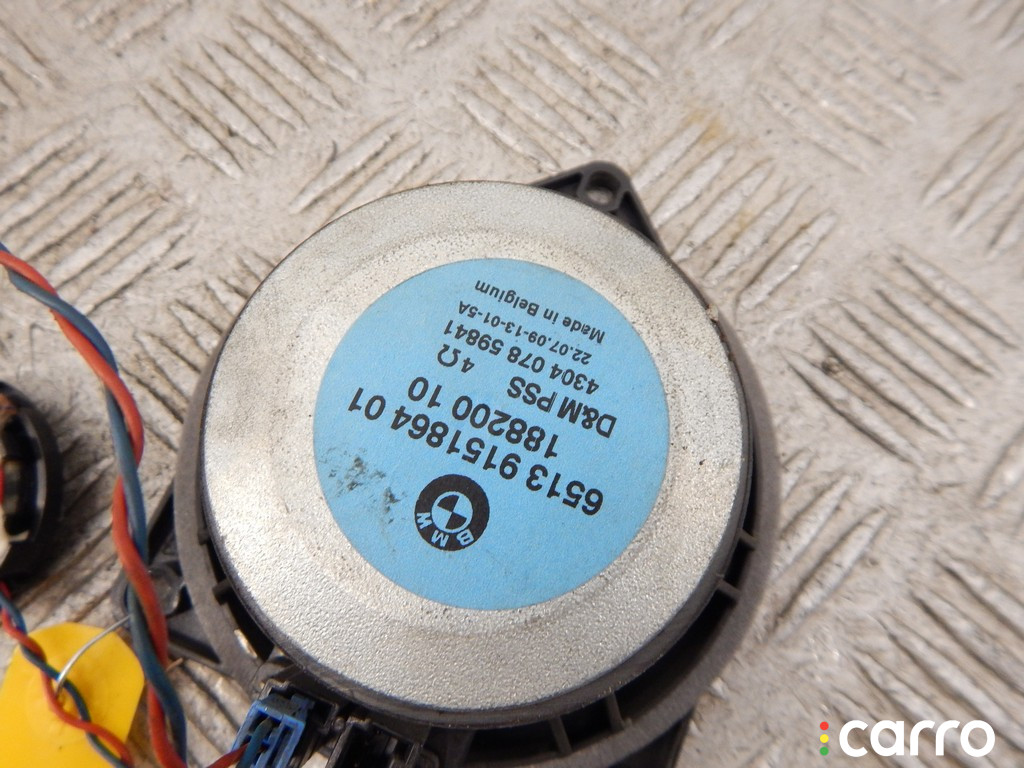 BMW
6513 9151864 01
188200 10
D&M PSS 4Ω
4304 078 59841
22.07.09-13-01-5A
Made in Belgium
carro